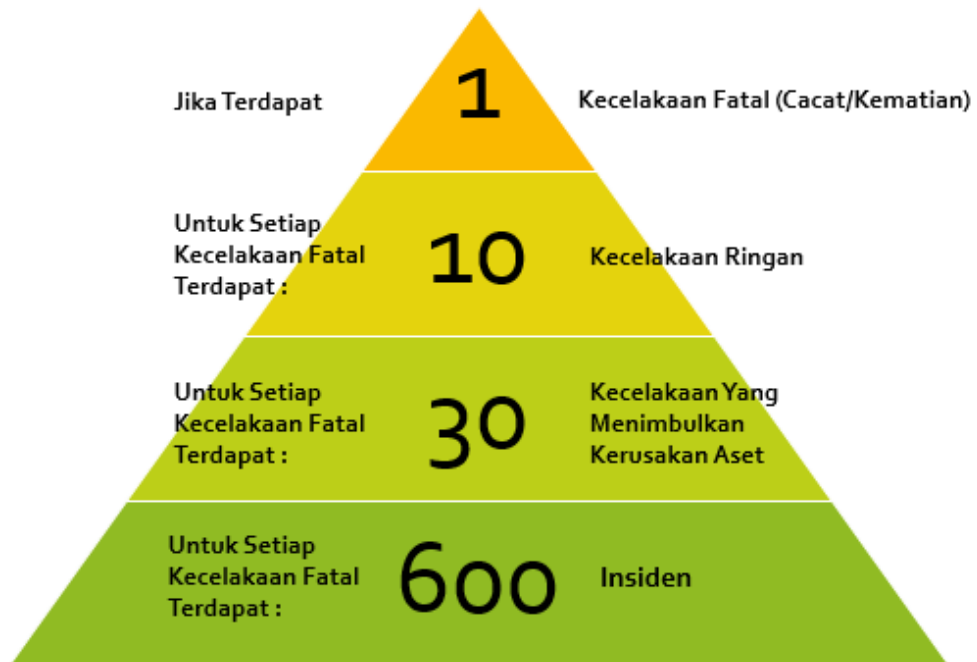 Jika Terdapat
1
Kecelakaan Fatal (Cacat/Kematian)
Untuk Setiap
Kecelakaan Fatal
Terdapat :
10
Kecelakaan Ringan
Untuk Setiap
Kecelakaan Fatal
Terdapat :
30
Kecelakaan Yang
Menimbulkan
Kerusakan Aset
Untuk Setiap
Kecelakaan Fatal
Terdapat :
600
Insiden